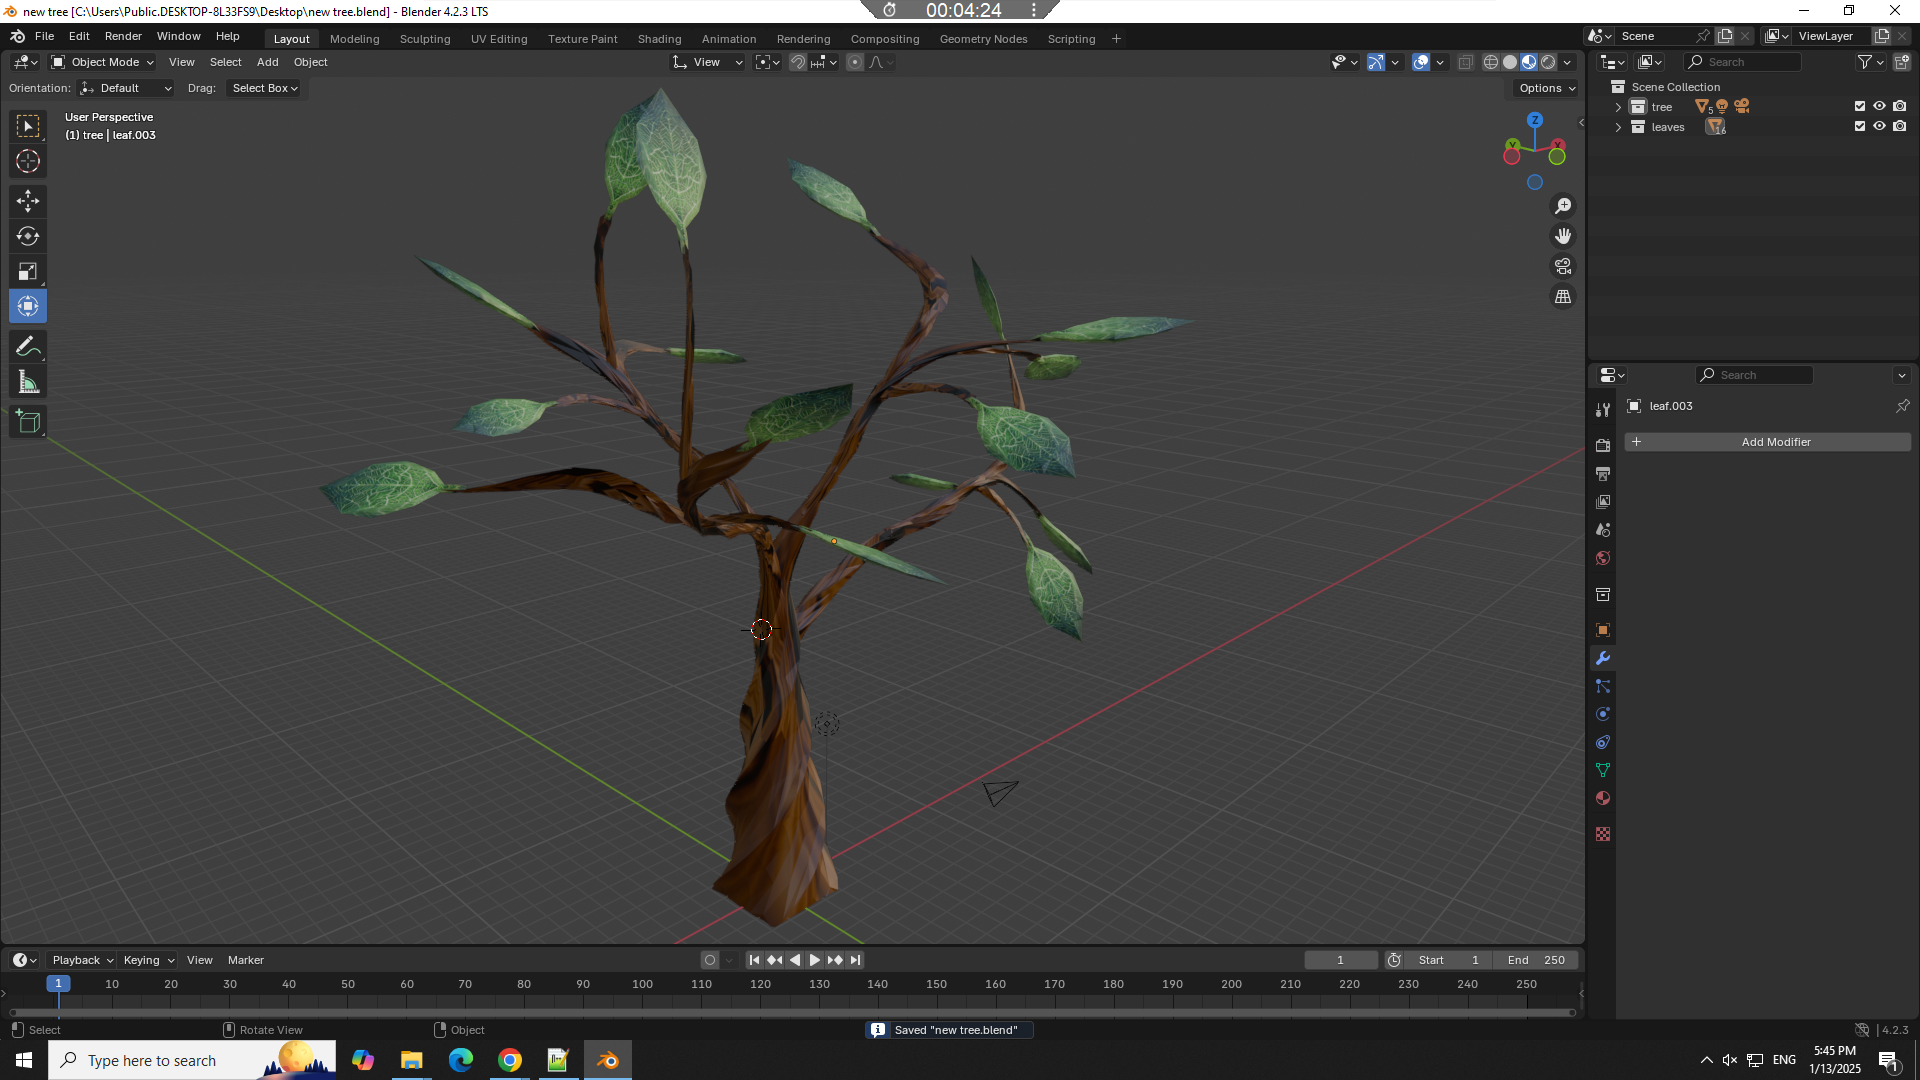 new tree [C:\Users\Public.DESKTOP-8L33FS9\Desktop\new tree.blend] - Blender 4.2.3 LTS
00:04:24
File Edit Render Window Help
Layout Modeling Sculpting UV Editing Texture Paint Shading Animation Rendering Compositing Geometry Nodes Scripting +
Scene ViewLayer
Object Mode View Select Add Object
View
Search
Orientation: Default Drag: Select Box
Options
User Perspective
(1) tree | leaf.003
Z
Y
X
Scene Collection
tree 5
leaves 16
Search
leaf.003
+ Add Modifier
Playback Keying View Marker
1 Start 1 End 250
1 10 20 30 40 50 60 70 80 90 100 110 120 130 140 150 160 170 180 190 200 210 220 230 240 250
Select Rotate View Object
Saved "new tree.blend"
4.2.3
Type here to search
ENG
5:45 PM
1/13/2025
1